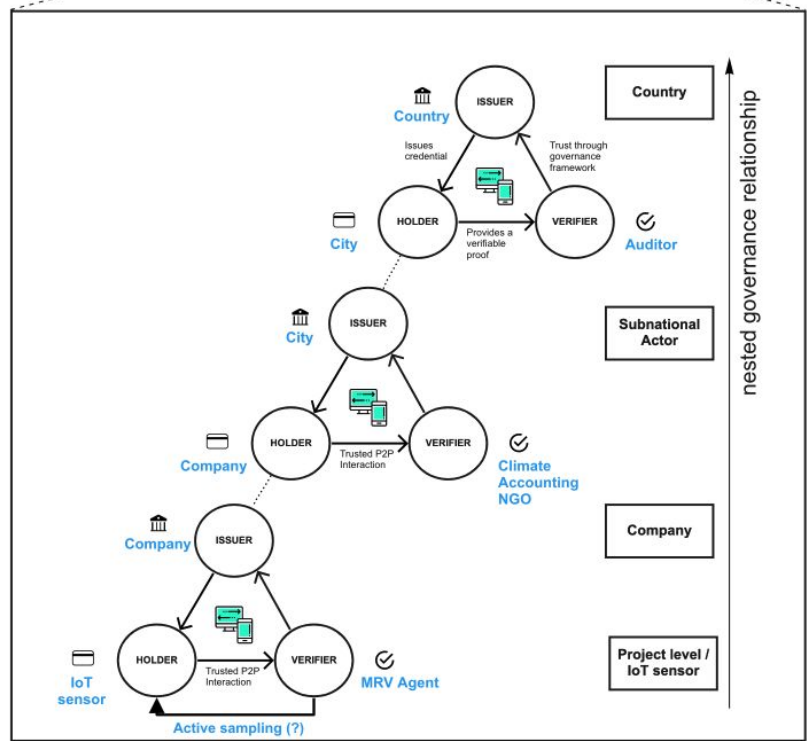 ISSUER
Country
Country
Issues
credential
Trust through
governance
framework
HOLDER
VERIFIER
City
Provides a
verifiable
proof
Auditor
ISSUER
City
Subnational
Actor
HOLDER
VERIFIER
Company
Trusted P2P
Interaction
Climate
Accounting
NGO
ISSUER
Company
Company
HOLDER
VERIFIER
IoT
sensor
Trusted P2P
Interaction
MRV Agent
Project level /
IoT sensor
Active sampling (?)
nested governance relationship